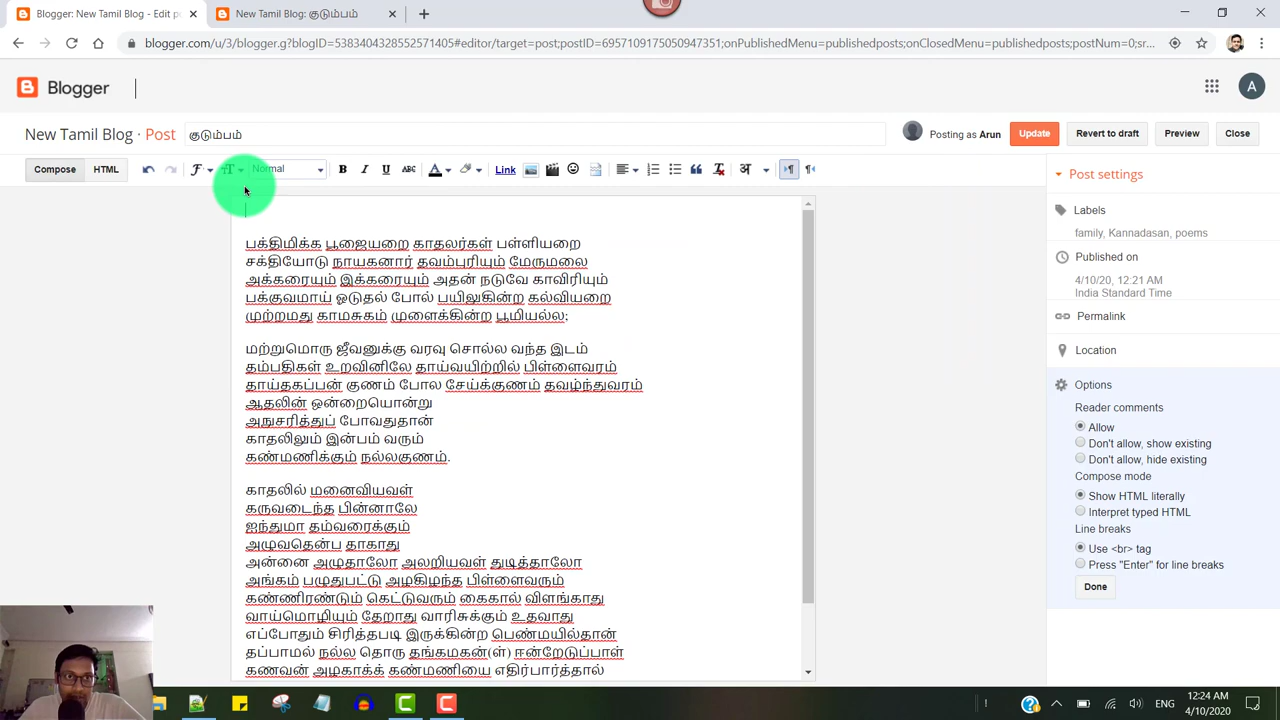 Blogger: New Tamil Blog - Edit po
Blogger: New Tamil Blog: குடும்பம்
blogger.com/u/3/blogger.g?blogID=5383404328552571405#editor/target=post;postID=6957109175050947351;onPublishedMenu=publishedposts;onClosedMenu=publishedposts;postNum=0;sr...
Blogger
A
New Tamil Blog · Post
குடும்பம்
Posting as Arun
Update
Revert to draft
Preview
Close
Compose
HTML
Normal
B I U ABC A
Link
अ
Post settings
Labels
family, Kannadasan, poems
Published on
4/10/20, 12:21 AM
India Standard Time
Permalink
Location
Options
Reader comments
Allow
Don't allow, show existing
Don't allow, hide existing
Compose mode
Show HTML literally
Interpret typed HTML
Line breaks
Use <br> tag
Press "Enter" for line breaks
Done
பக்திமிக்க பூஜையறை காதலர்கள் பள்ளியறை
சக்தியோடு நாயகனார் தவம்புரியும் மேருமலை
அக்கரையும் இக்கரையும் அதன் நடுவே காவிரியும்
பக்குவமாய் ஓடுதல் போல் பயிலுகின்ற கல்வியறை
முற்றமது காமசுகம் முளைக்கின்ற பூமியல்ல;
மற்றுமொரு ஜீவனுக்கு வரவு சொல்ல வந்த இடம்
தம்பதிகள் உறவினிலே தாய்வயிற்றில் பிள்ளைவரம்
தாய்தகப்பன் குணம் போல சேய்க்குணம் தவழ்ந்துவரம்
ஆதலின் ஒன்றையொன்று
அநுசரித்துப் போவதுதான்
காதலிலும் இன்பம் வரும்
கண்மணிக்கும் நல்லகுணம்.
காதலில் மனைவியவள்
கருவடைந்த பின்னாலே
ஐந்துமா தம்வரைக்கும்
அழுவதென்ப தாகாது
அன்னை அழுதாலோ அலறியவள் துடித்தாலோ
அங்கம் பழுதுபட்டு அழகிழந்த பிள்ளைவரும்
கண்ணிரண்டும் கெட்டுவரும் கைகால் விளங்காது
வாய்மொழியும் தேறாது வாரிசுக்கும் உதவாது
எப்போதும் சிரித்தபடி இருக்கின்ற பெண்மயில்தான்
தப்பாமல் நல்ல தொரு தங்கமகன்(ள்) ஈன்றேடுப்பாள்
கணவன் அழகாக்க் கண்மணியை எதிர்பார்த்தால்
ENG
12:24 AM
4/10/2020